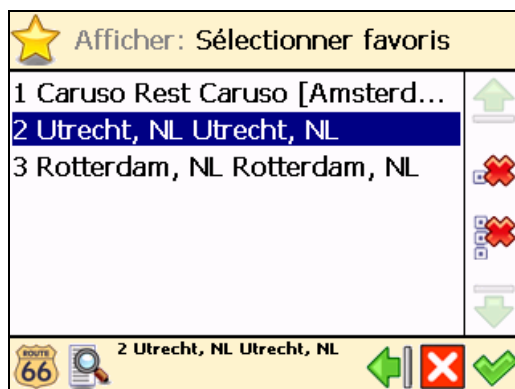 Afficher: Sélectionner favoris
1 Caruso Rest Caruso [Amsterd...
2 Utrecht, NL Utrecht, NL
3 Rotterdam, NL Rotterdam, NL
ROUTE
66
2 Utrecht, NL Utrecht, NL